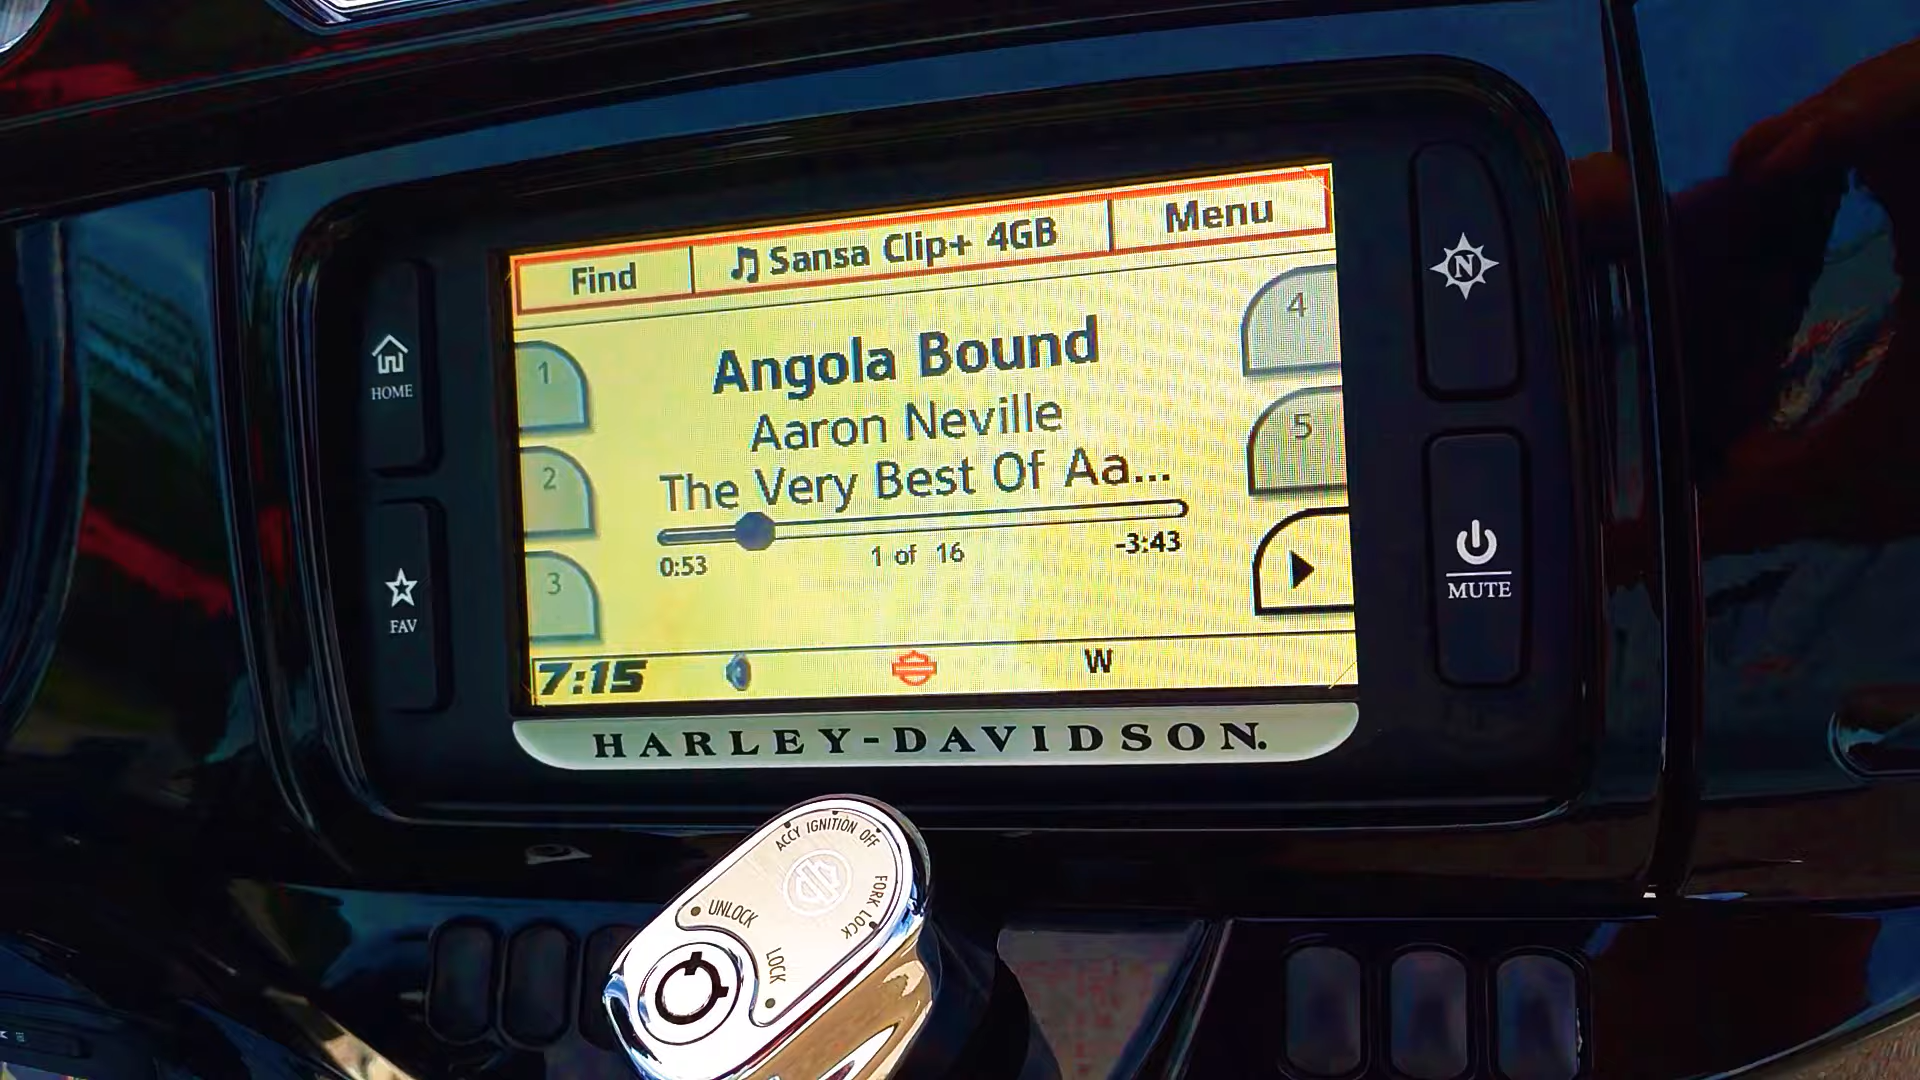 Find
Sansa Clip+ 4GB
Menu
Angola Bound
Aaron Neville
The Very Best Of Aa...
0:53
1 of 16
-3:43
1
2
3
4
5
7:15
W
HARLEY-DAVIDSON.
HOME
FAV
N
MUTE
ACCY IGNITION OFF
FORK LOCK
UNLOCK
LOCK